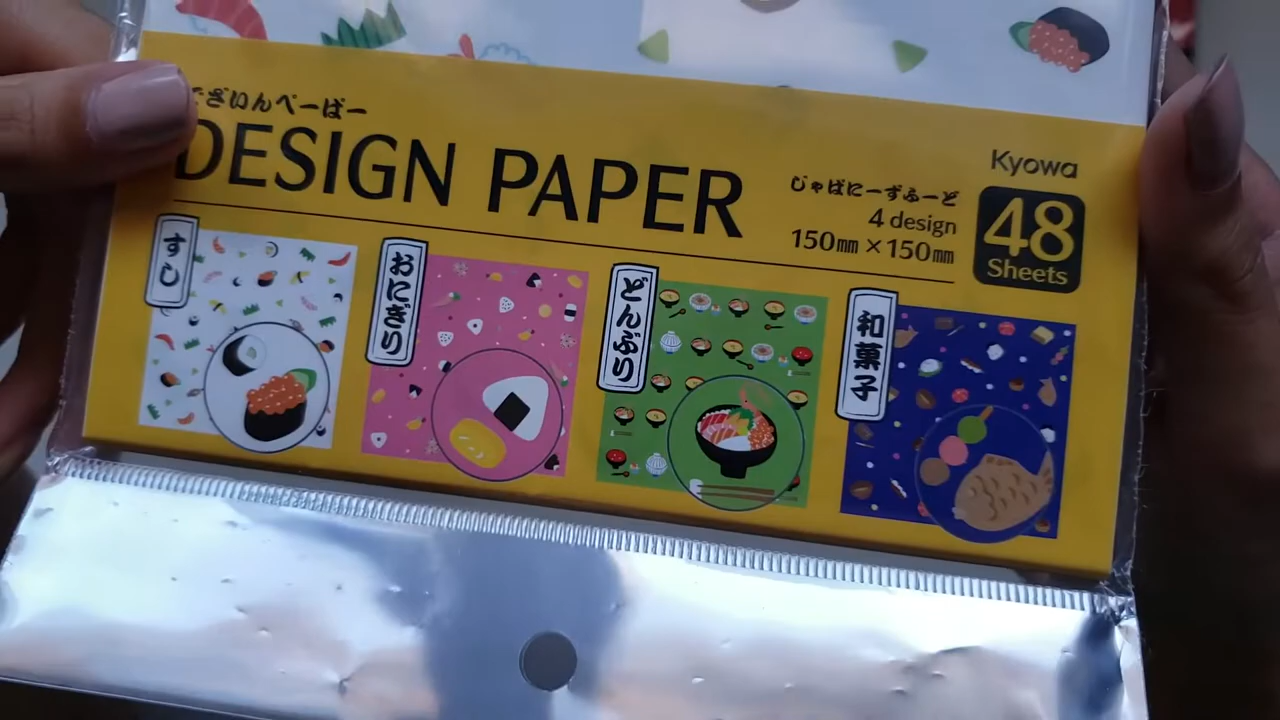 でざいんぺーぱー
DESIGN PAPER
じゃぱにーずふーど
4 design
150mm × 150mm
Kyowa
48
Sheets
すし
おにぎり
どんぶり
和菓子